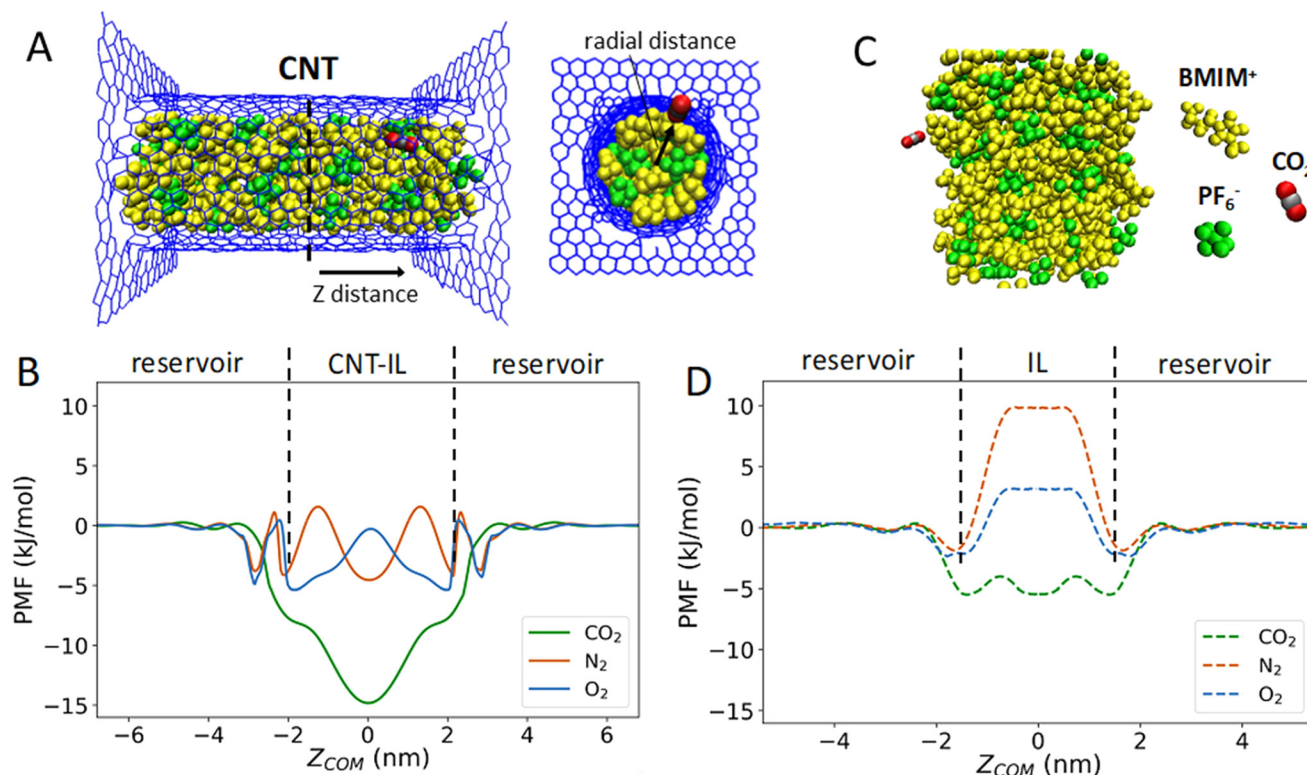 A
CNT
Z distance
radial distance
C
BMIM⁺
CO₂
PF₆⁻
B
reservoir
CNT-IL
reservoir
PMF (kJ/mol)
10
5
0
−5
−10
−15
CO₂
N₂
O₂
−6
−4
−2
0
2
4
6
Z_COM (nm)
D
reservoir
IL
reservoir
PMF (kJ/mol)
10
5
0
−5
−10
−15
CO₂
N₂
O₂
−4
−2
0
2
4
Z_COM (nm)